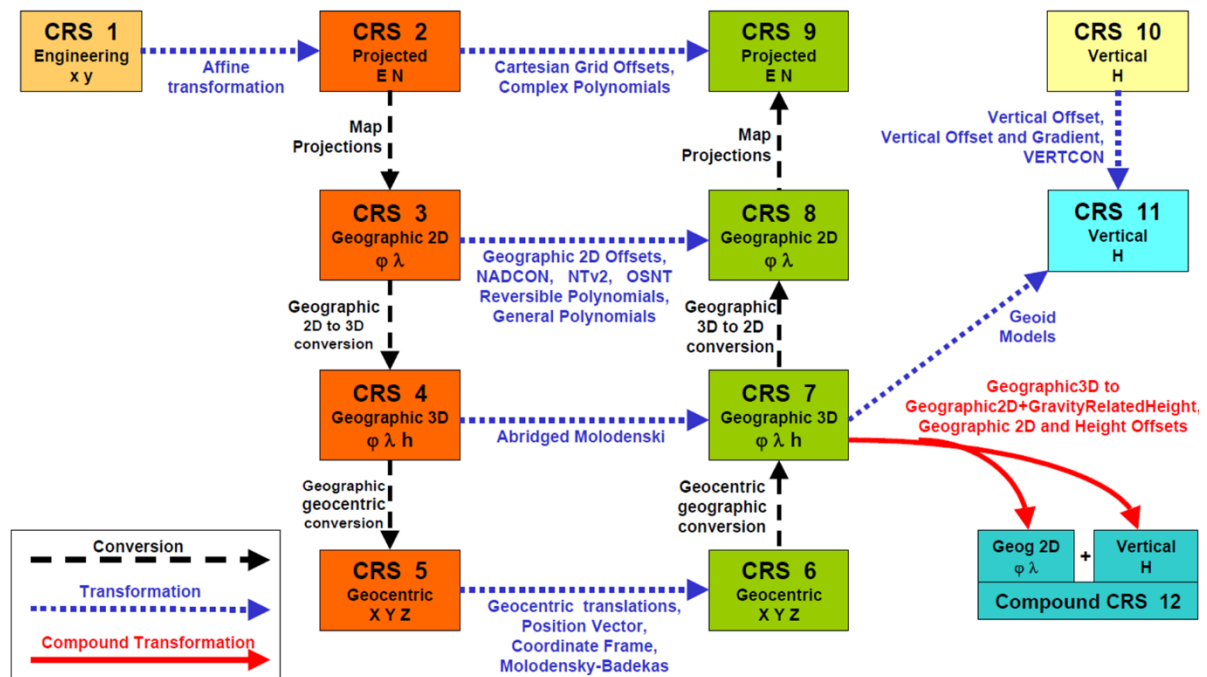 CRS 1
Engineering
x y
Affine
transformation
CRS 2
Projected
E N
Cartesian Grid Offsets,
Complex Polynomials
CRS 9
Projected
E N
CRS 10
Vertical
H
Map
Projections
Map
Projections
Vertical Offset,
Vertical Offset and Gradient,
VERTCON
CRS 3
Geographic 2D
φ λ
Geographic 2D Offsets,
NADCON, NTv2, OSNT
Reversible Polynomials,
General Polynomials
CRS 8
Geographic 2D
φ λ
CRS 11
Vertical
H
Geographic
2D to 3D
conversion
Geographic
3D to 2D
conversion
Geoid
Models
CRS 4
Geographic 3D
φ λ h
Abridged Molodenski
CRS 7
Geographic 3D
φ λ h
Geographic3D to
Geographic2D+GravityRelatedHeight,
Geographic 2D and Height Offsets
Geographic
geocentric
conversion
Geocentric
geographic
conversion
CRS 5
Geocentric
X Y Z
Geocentric translations,
Position Vector,
Coordinate Frame,
Molodensky-Badekas
CRS 6
Geocentric
X Y Z
Geog 2D
φ λ
+
Vertical
H
Compound CRS 12
Conversion
Transformation
Compound Transformation